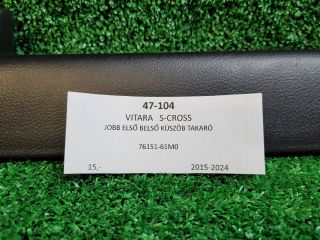 47-104
VITARA S-CROSS
JOBB ELSŐ BELSŐ KÜSZÖB TAKARÓ
76151-61M0
15,- 2015-2024